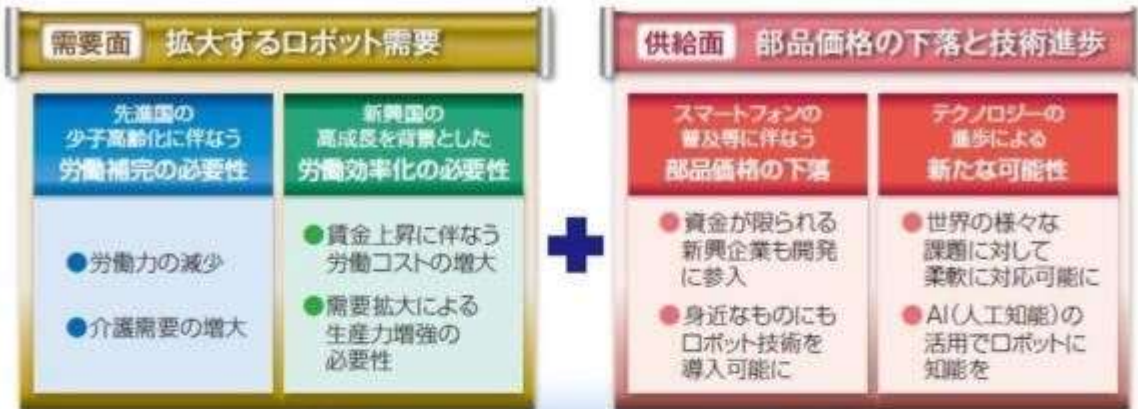 需要面 拡大するロボット需要
先進国の
少子高齢化に伴なう
労働補完の必要性
●労働力の減少
●介護需要の増大
新興国の
高成長を背景とした
労働効率化の必要性
●賃金上昇に伴なう
労働コストの増大
●需要拡大による
生産力増強の
必要性
供給面 部品価格の下落と技術進歩
スマートフォンの
普及等に伴なう
部品価格の下落
●資金が限られる
新興企業も開発
に参入
●身近なものにも
ロボット技術を
導入可能に
テクノロジーの
進歩による
新たな可能性
●世界の様々な
課題に対して
柔軟に対応可能に
●AI(人工知能)の
活用でロボットに
知能を